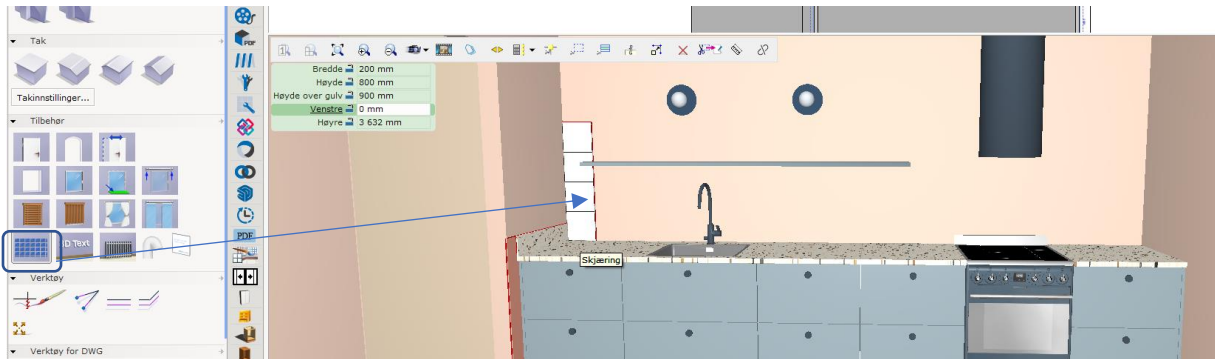 Tak
Takinnstillinger...
Tilbehør
3D Text
Verktøy
Verktøy for DWG
PDF
PDF
Bredde 200 mm
Høyde 800 mm
Høyde over gulv 900 mm
Venstre 0 mm
Høyre 3 632 mm
Skjæring